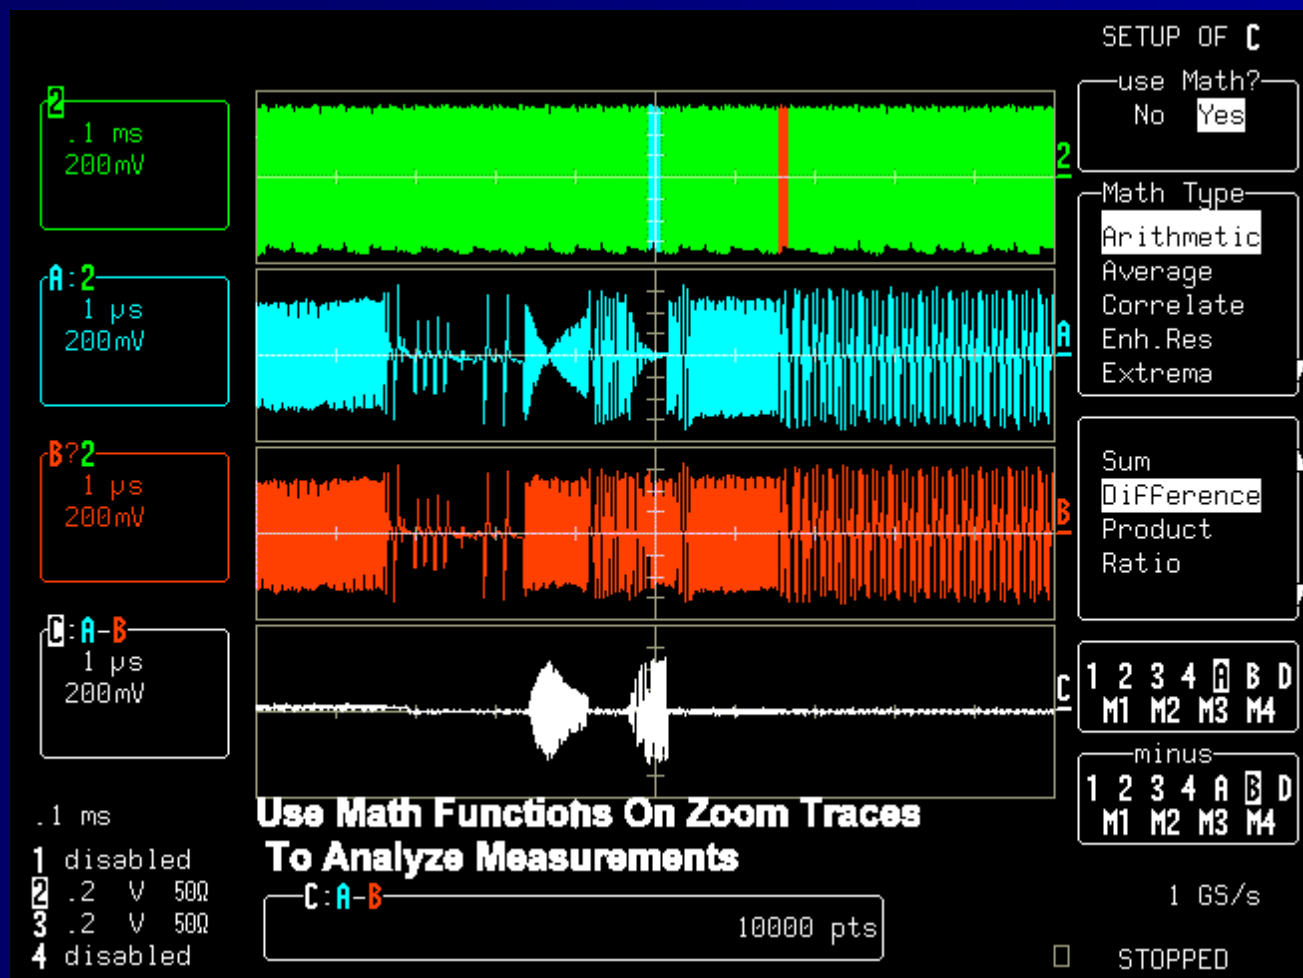 SETUP OF C
use Math?
No Yes
Math Type
Arithmetic
Average
Correlate
Enh.Res
Extrema
Sum
Difference
Product
Ratio
1 2 3 4 A B D
M1 M2 M3 M4
minus
1 2 3 4 A B D
M1 M2 M3 M4
1 GS/s
STOPPED
2
.1 ms
200mV
2
A:2
1 µs
200mV
A
B?2
1 µs
200mV
B
C:A-B
1 µs
200mV
C
Use Math Functions On Zoom Traces
To Analyze Measurements
.1 ms
1 disabled
2 .2 V 50Ω
3 .2 V 50Ω
4 disabled
C:A-B
10000 pts